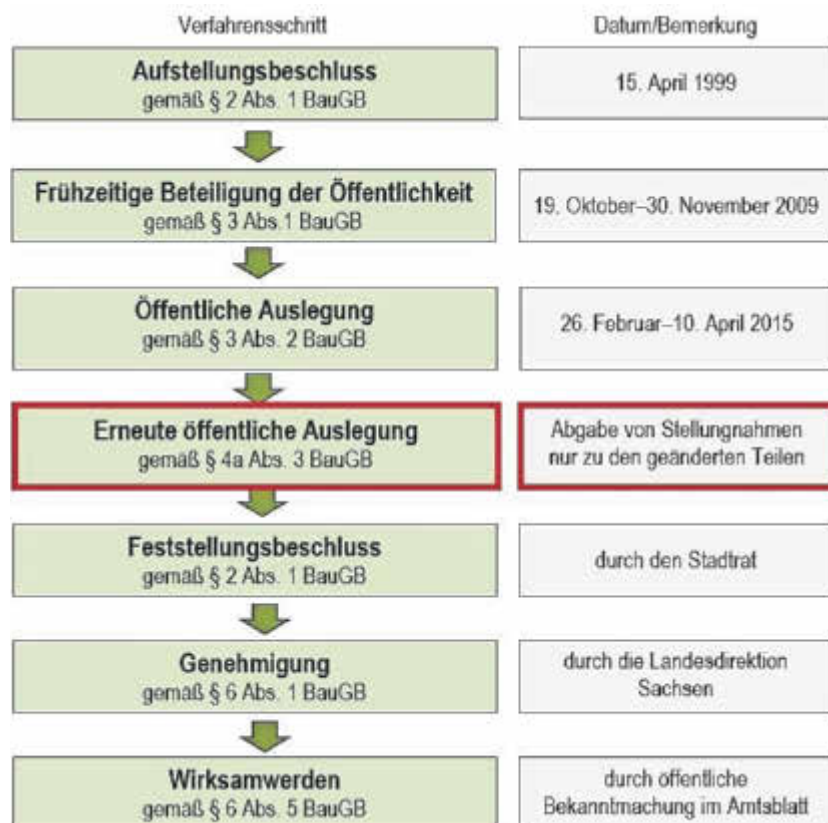 Verfahrensschritt
Datum/Bemerkung
Aufstellungsbeschluss
gemäß § 2 Abs. 1 BauGB
15. April 1999
Frühzeitige Beteiligung der Öffentlichkeit
gemäß § 3 Abs.1 BauGB
19. Oktober–30. November 2009
Öffentliche Auslegung
gemäß § 3 Abs. 2 BauGB
26. Februar–10. April 2015
Erneute öffentliche Auslegung
gemäß § 4a Abs. 3 BauGB
Abgabe von Stellungnahmen
nur zu den geänderten Teilen
Feststellungsbeschluss
gemäß § 2 Abs. 1 BauGB
durch den Stadtrat
Genehmigung
gemäß § 6 Abs. 1 BauGB
durch die Landesdirektion
Sachsen
Wirksamwerden
gemäß § 6 Abs. 5 BauGB
durch öffentliche
Bekanntmachung im Amtsblatt